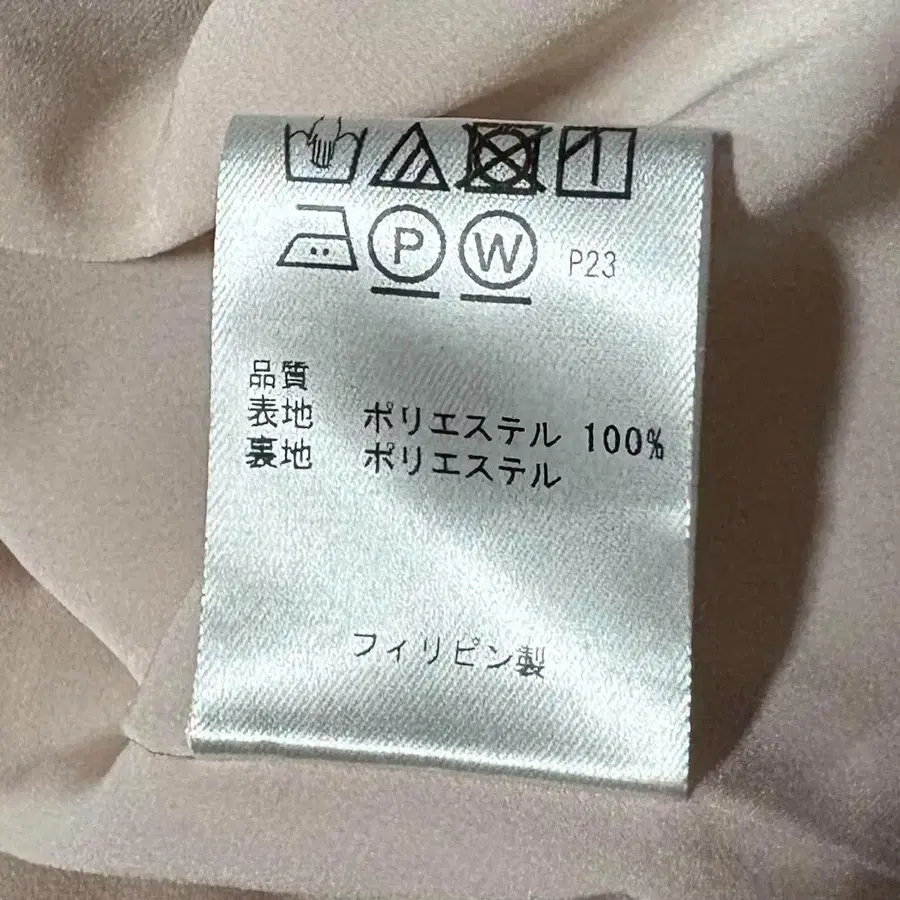 P W P23
品質
表地 ポリエステル 100%
裏地 ポリエステル
フィリピン製